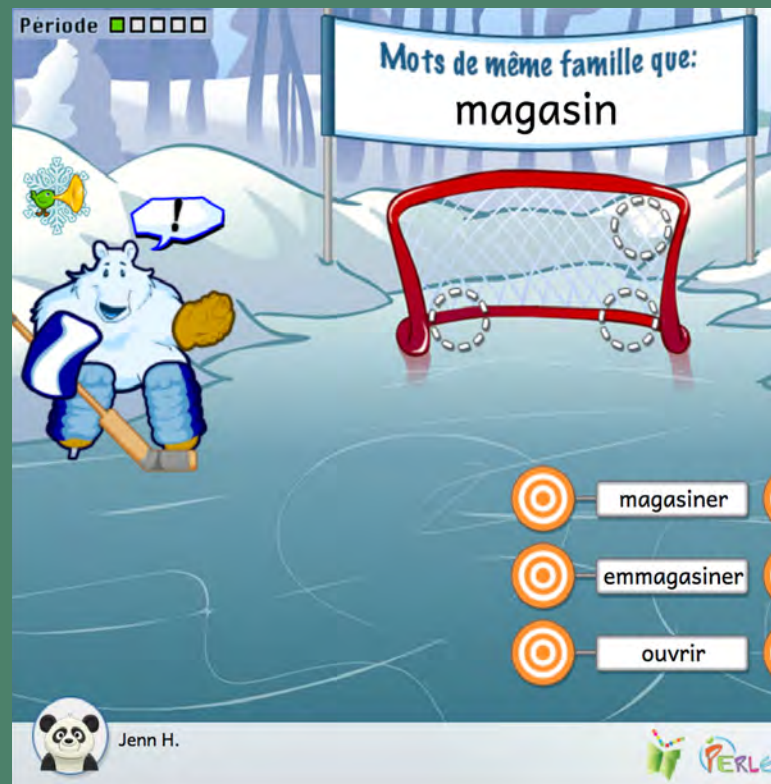 Période
Mots de même famille que:
magasin
!
magasiner
emmagasiner
ouvrir
Jenn H.